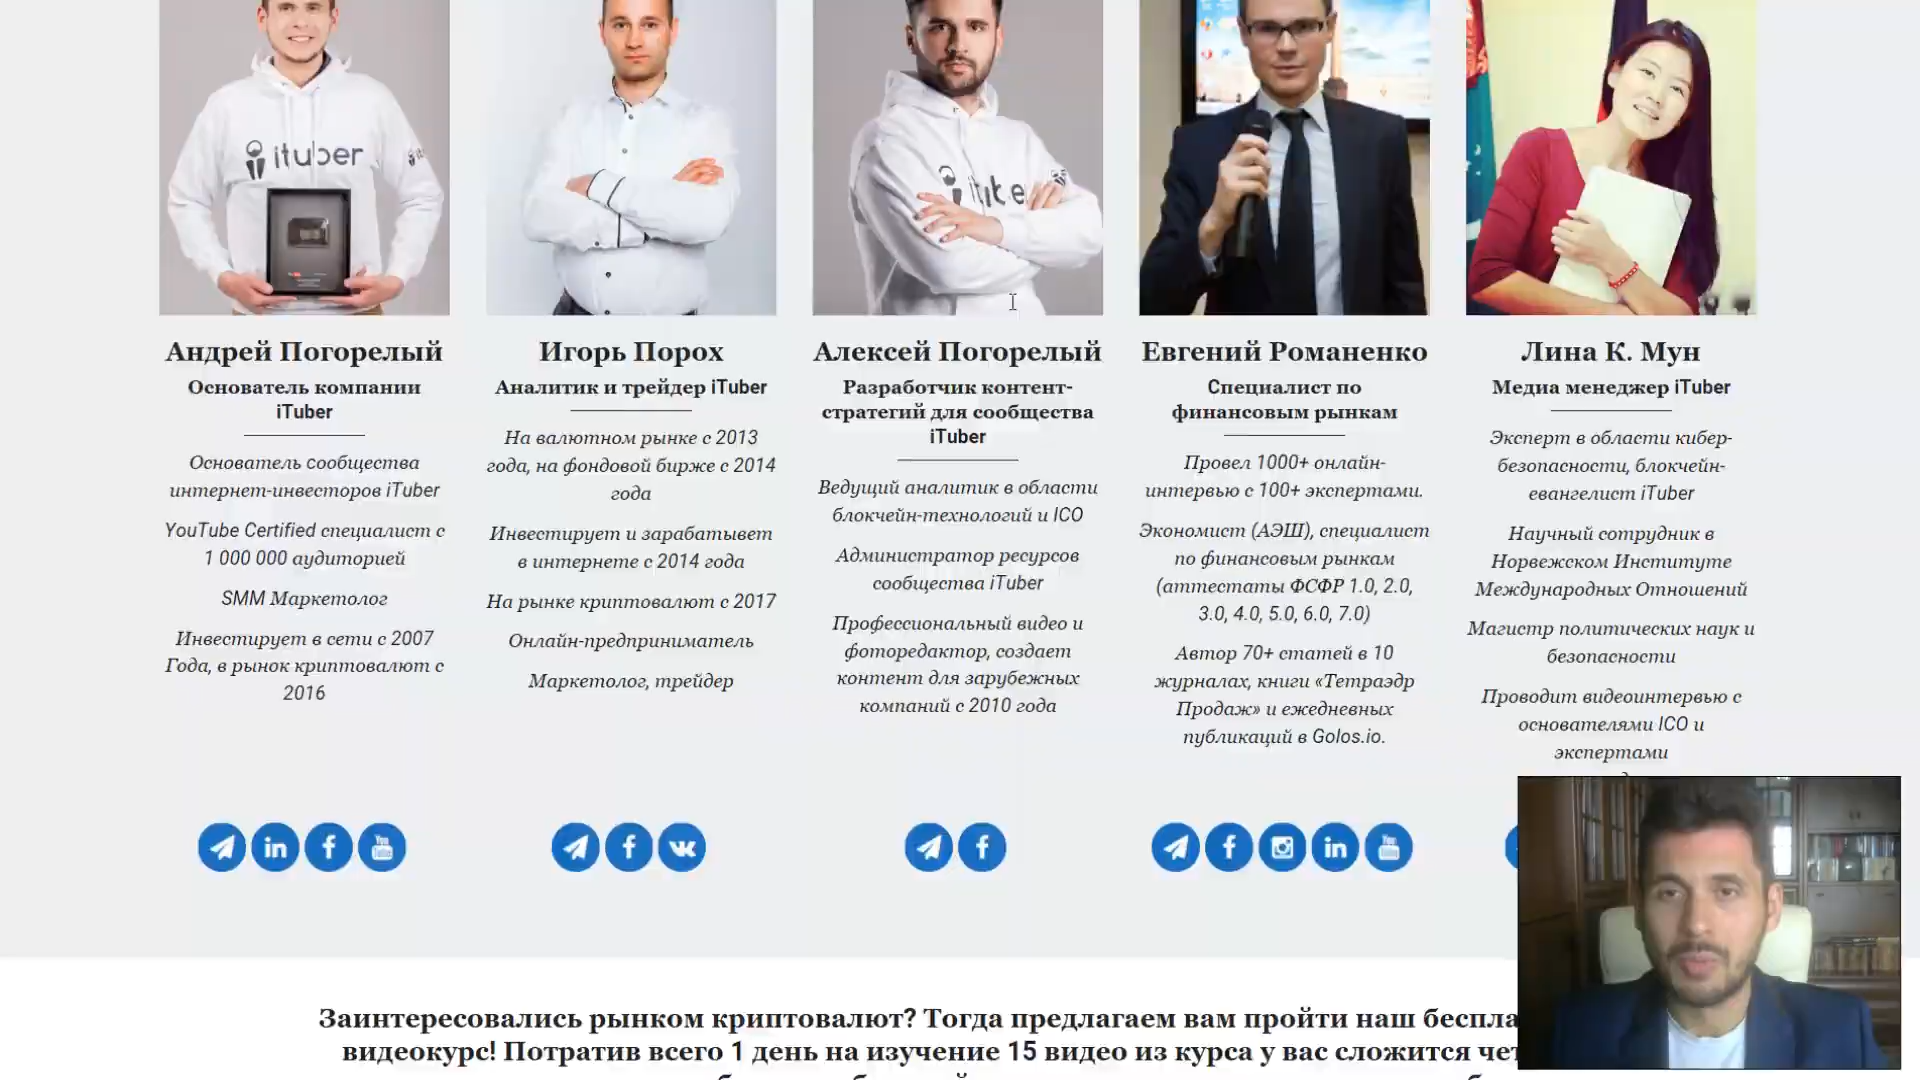 ituber
ituber
Андрей Погорелый
Основатель компании
iTuber
Основатель сообщества
интернет-инвесторов iTuber
YouTube Certified специалист с
1 000 000 аудиторией
SMM Маркетолог
Инвестирует в сети с 2007
Года, в рынок криптовалют с
2016
Игорь Порох
Аналитик и трейдер iTuber
На валютном рынке с 2013
года, на фондовой бирже с 2014
года
Инвестирует и зарабатывет
в интернете с 2014 года
На рынке криптовалют с 2017
Онлайн-предприниматель
Маркетолог, трейдер
Алексей Погорелый
Разработчик контент-
стратегий для сообщества
iTuber
Ведущий аналитик в области
блокчейн-технологий и ICO
Администратор ресурсов
сообщества iTuber
Профессиональный видео и
фоторедактор, создает
контент для зарубежных
компаний с 2010 года
Евгений Романенко
Специалист по
финансовым рынкам
Провел 1000+ онлайн-
интервью с 100+ экспертами.
Экономист (АЭШ), специалист
по финансовым рынкам
(аттестаты ФСФР 1.0, 2.0,
3.0, 4.0, 5.0, 6.0, 7.0)
Автор 70+ статей в 10
журналах, книги «Тетраэдр
Продаж» и ежедневных
публикаций в Golos.io.
Лина К. Мун
Медиа менеджер iTuber
Эксперт в области кибер-
безопасности, блокчейн-
евангелист iTuber
Научный сотрудник в
Норвежском Институте
Международных Отношений
Магистр политических наук и
безопасности
Проводит видеоинтервью с
основателями ICO и
экспертами
in f You Tube
f вк
f
f in You Tube
Заинтересовались рынком криптовалют? Тогда предлагаем вам пройти наш беспла
видеокурс! Потратив всего 1 день на изучение 15 видео из курса у вас сложится чет